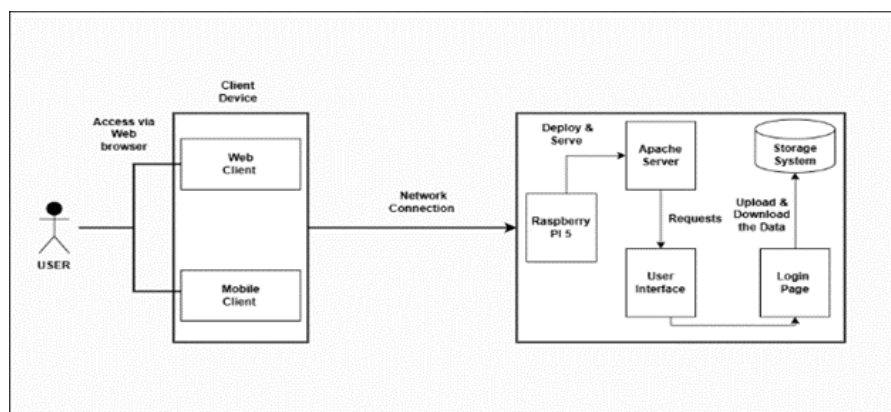 Client
Device
Access via
Web
browser
Web
Client
Mobile
Client
USER
Network
Connection
Deploy &
Serve
Apache
Server
Storage
System
Raspberry
PI 5
Requests
Upload &
Download
the Data
User
Interface
Login
Page